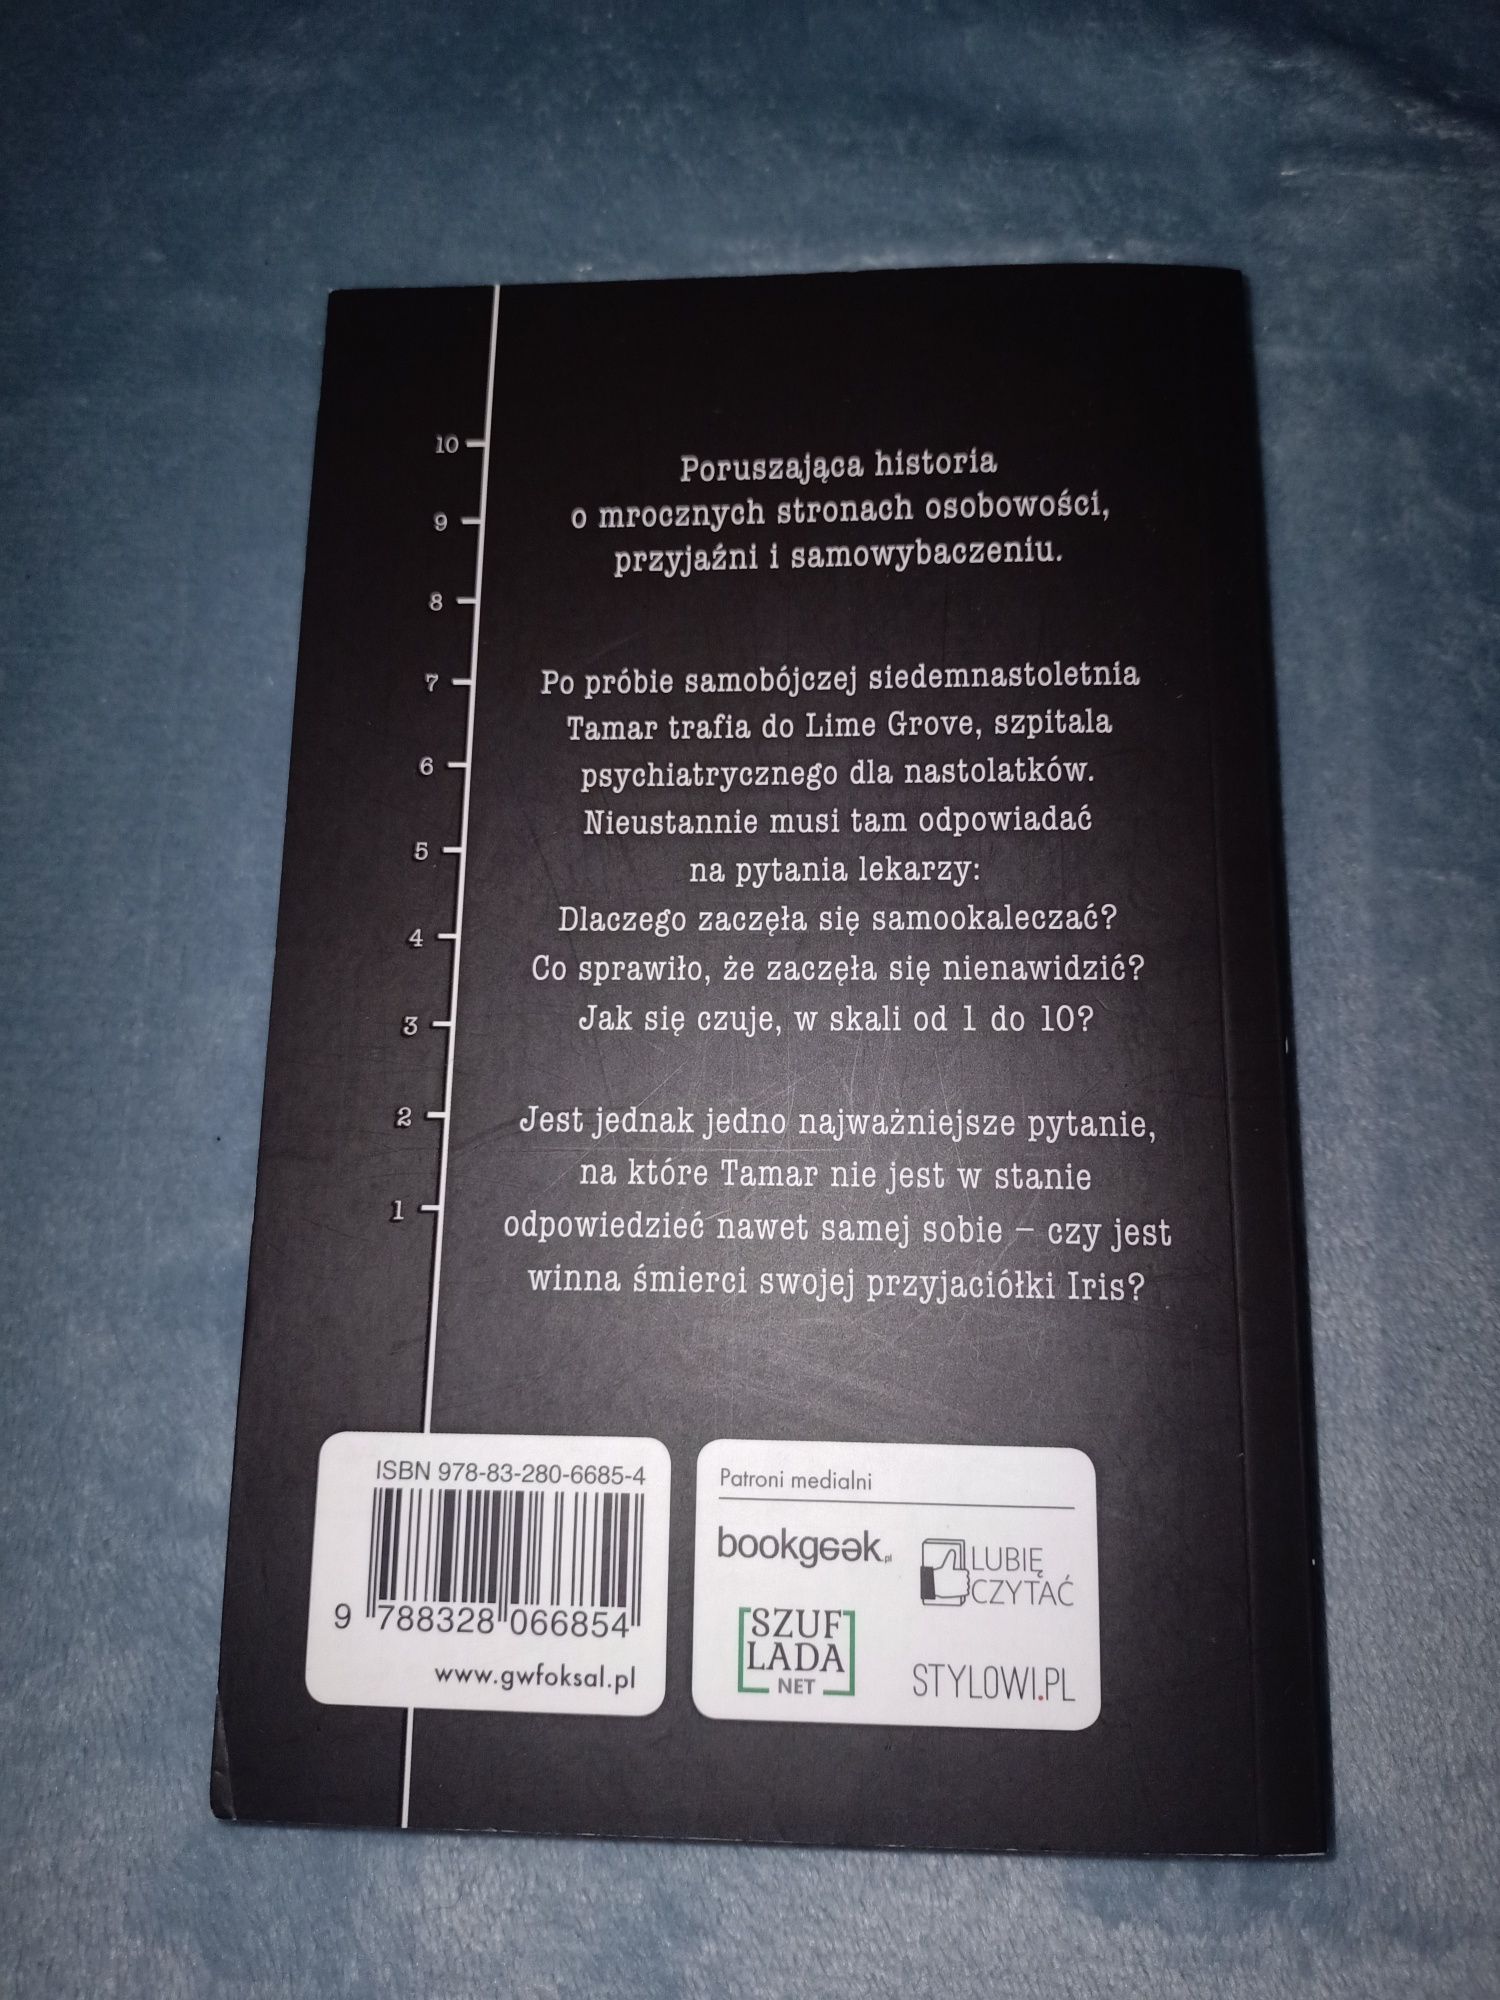 Poruszająca historia
o mrocznych stronach osobowości,
przyjaźni i samowybaczeniu.
Po próbie samobójczej siedemnastoletnia
Tamar trafia do Lime Grove, szpitala
psychiatrycznego dla nastolatków.
Nieustannie musi tam odpowiadać
na pytania lekarzy:
Dlaczego zaczęła się samookaleczać?
Co sprawiło, że zaczęła się nienawidzić?
Jak się czuje, w skali od 1 do 10?
Jest jednak jedno najważniejsze pytanie,
na które Tamar nie jest w stanie
odpowiedzieć nawet samej sobie – czy jest
winna śmierci swojej przyjaciółki Iris?
10
9
8
7
6
5
4
3
2
1
ISBN 978-83-280-6685-4
9 788328 066854
www.gwfoksal.pl
Patroni medialni
bookgeek.pl
LUBIĘ
CZYTAĆ
SZUF
LADA
NET
STYLOWI.PL